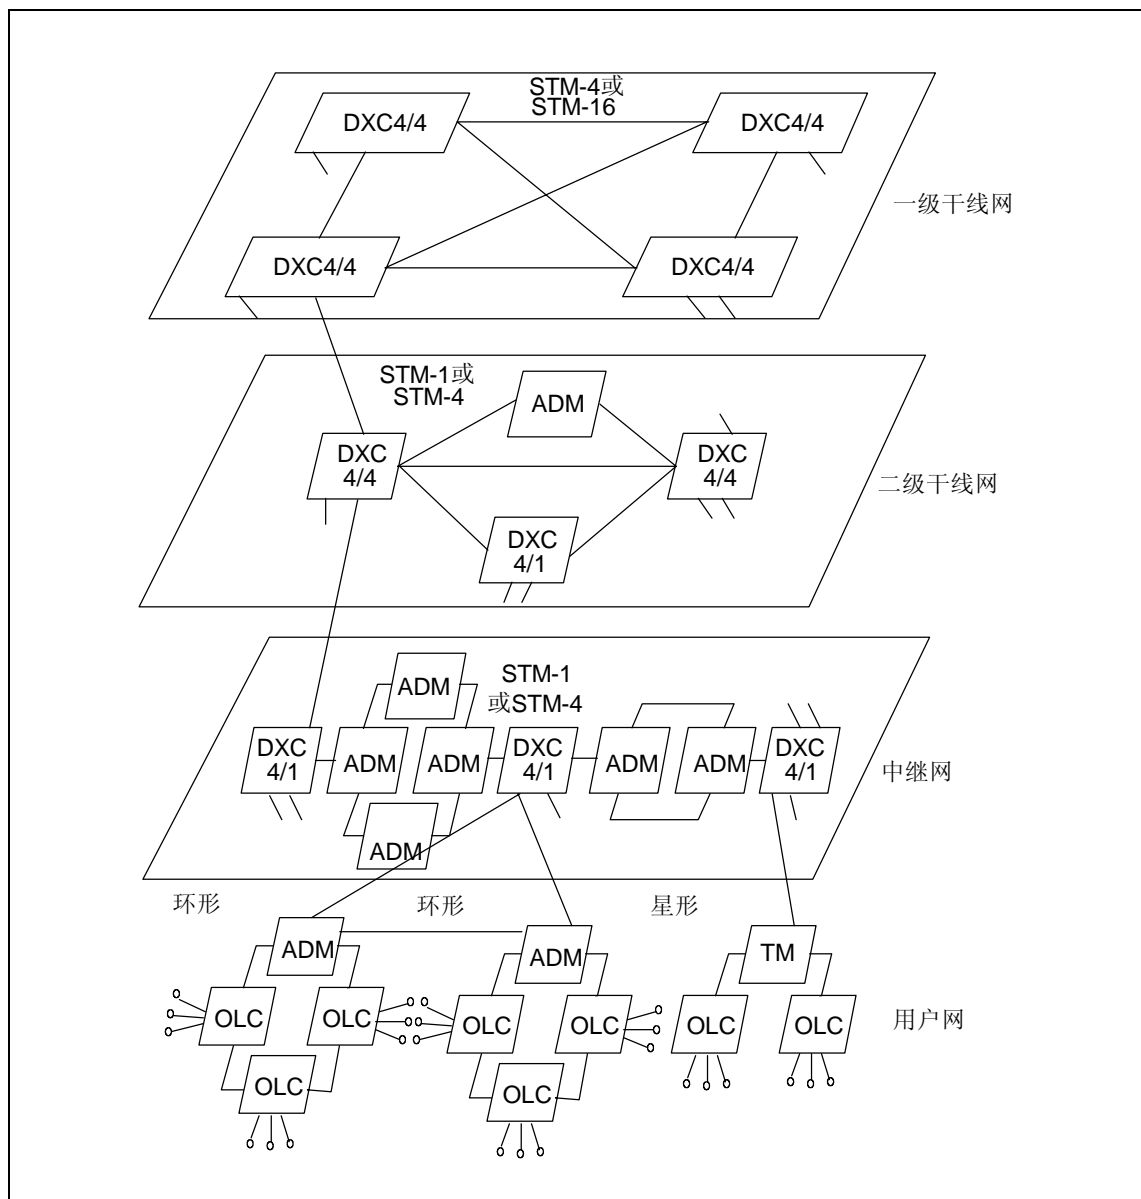 STM-4或
STM-16
DXC4/4
DXC4/4
一级干线网
DXC4/4
DXC4/4
STM-1或
STM-4
ADM
DXC
4/4
DXC
4/4
二级干线网
DXC
4/1
STM-1
或STM-4
ADM
DXC
4/1
ADM
ADM
DXC
4/1
ADM
ADM
DXC
4/1
中继网
ADM
环形
环形
星形
ADM
ADM
TM
OLC
OLC
OLC
OLC
OLC
OLC
用户网
OLC
OLC